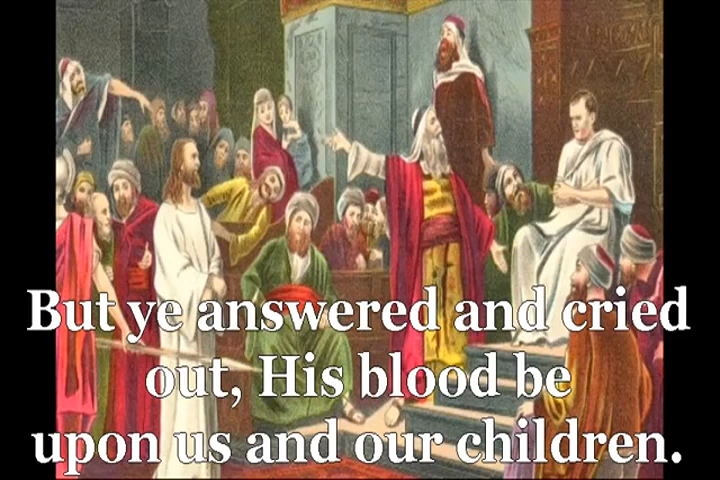 But ye answered and cried
out, His blood be
upon us and our children.